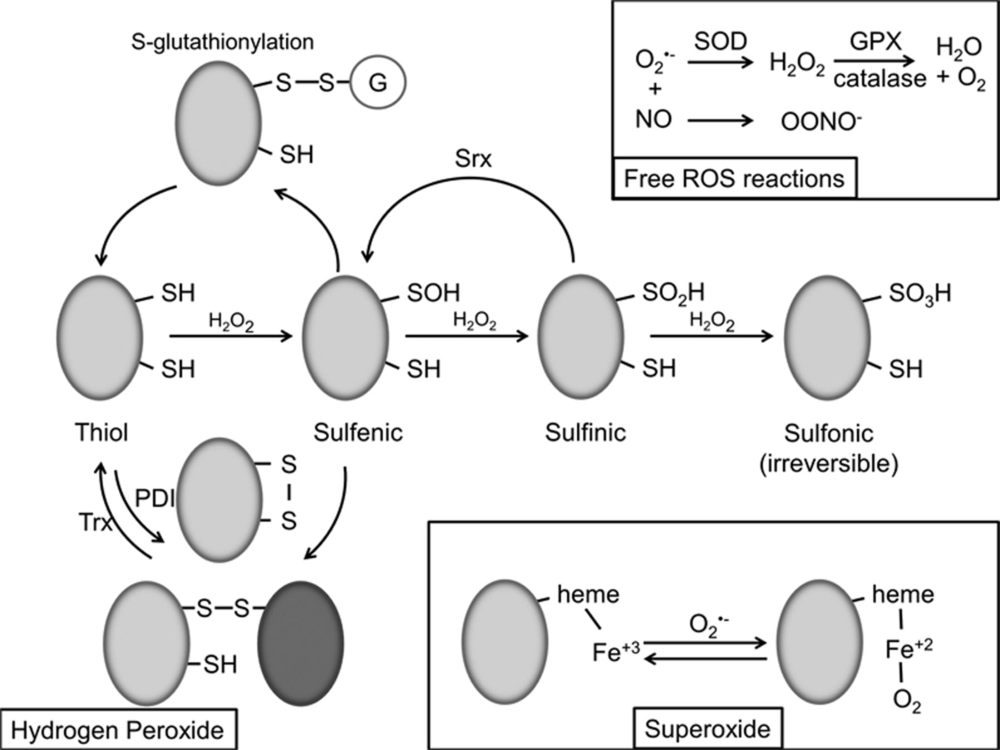 S-glutathionylation
S—S—G
SH
Srx
SOD
GPX
O₂•- → H₂O₂ → H₂O
catalase + O₂
+
NO → OONO⁻
Free ROS reactions
SH
SOH
SO₂H
SO₃H
H₂O₂
H₂O₂
H₂O₂
SH
SH
SH
SH
Thiol
Sulfenic
Sulfinic
Sulfonic
(irreversible)
PDI
Trx
S
S
S—S
SH
Hydrogen Peroxide
heme
Fe⁺³
O₂•-
heme
Fe⁺²
O₂
Superoxide